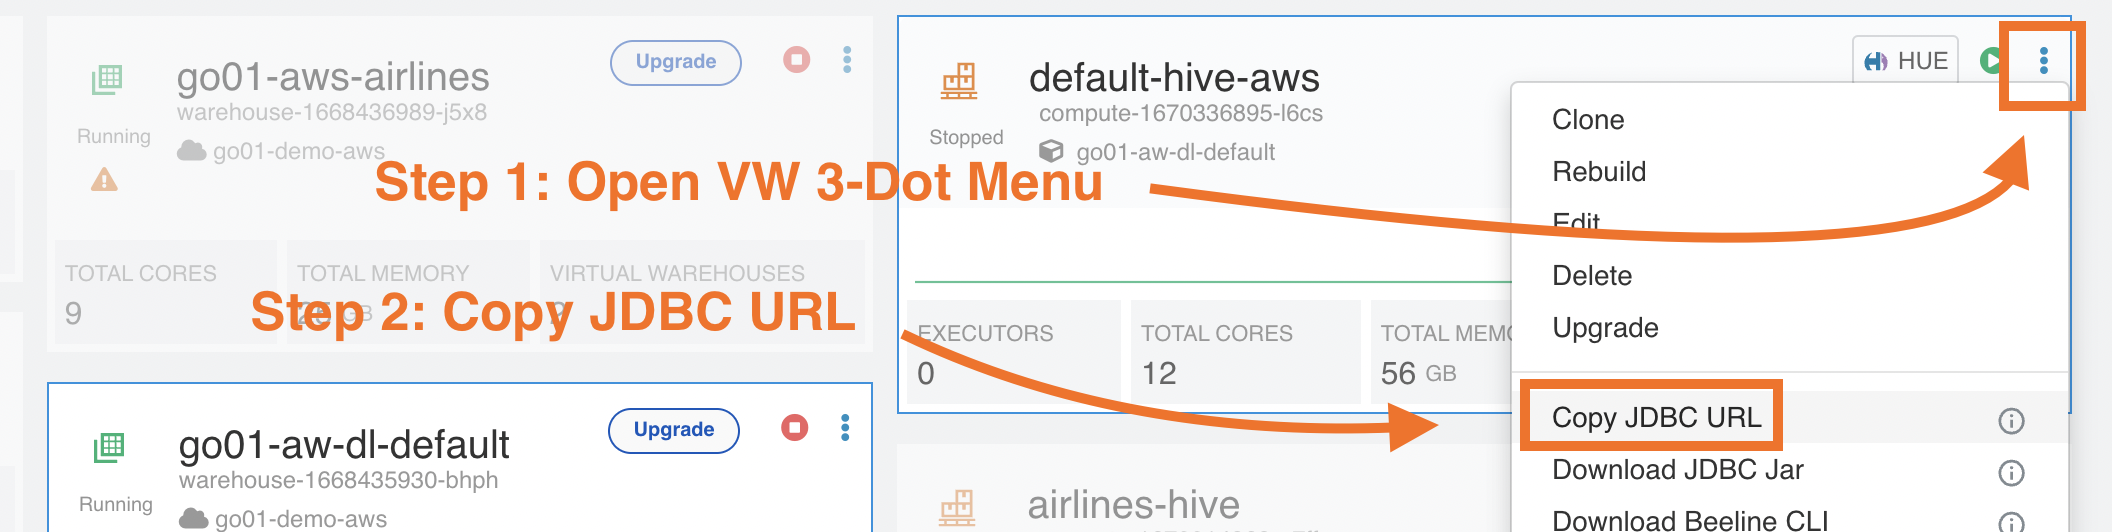 go01-aws-airlines
Upgrade
warehouse-1668436989-j5x8
Running
go01-demo-aws
default-hive-aws
HUE
compute-1670336895-l6cs
Stopped
go01-aw-dl-default
Step 1: Open VW 3-Dot Menu
Clone
Rebuild
Edit
Delete
Upgrade
TOTAL CORES
9
TOTAL MEMORY
GB
VIRTUAL WAREHOUSES
Step 2: Copy JDBC URL
EXECUTORS
0
TOTAL CORES
12
TOTAL MEMO
56 GB
Copy JDBC URL
Download JDBC Jar
Download Beeline CLI
go01-aw-dl-default
Upgrade
warehouse-1668435930-bhph
Running
go01-demo-aws
airlines-hive